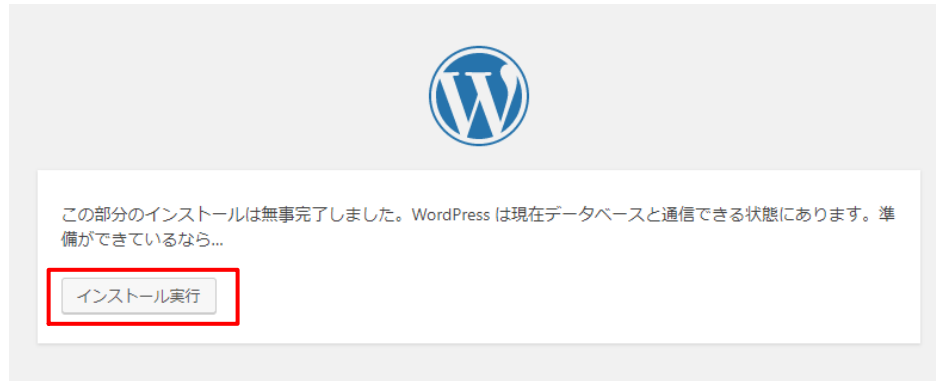 この部分のインストールは無事完了しました。WordPress は現在データベースと通信できる状態にあります。準
備ができているなら…
インストール実行